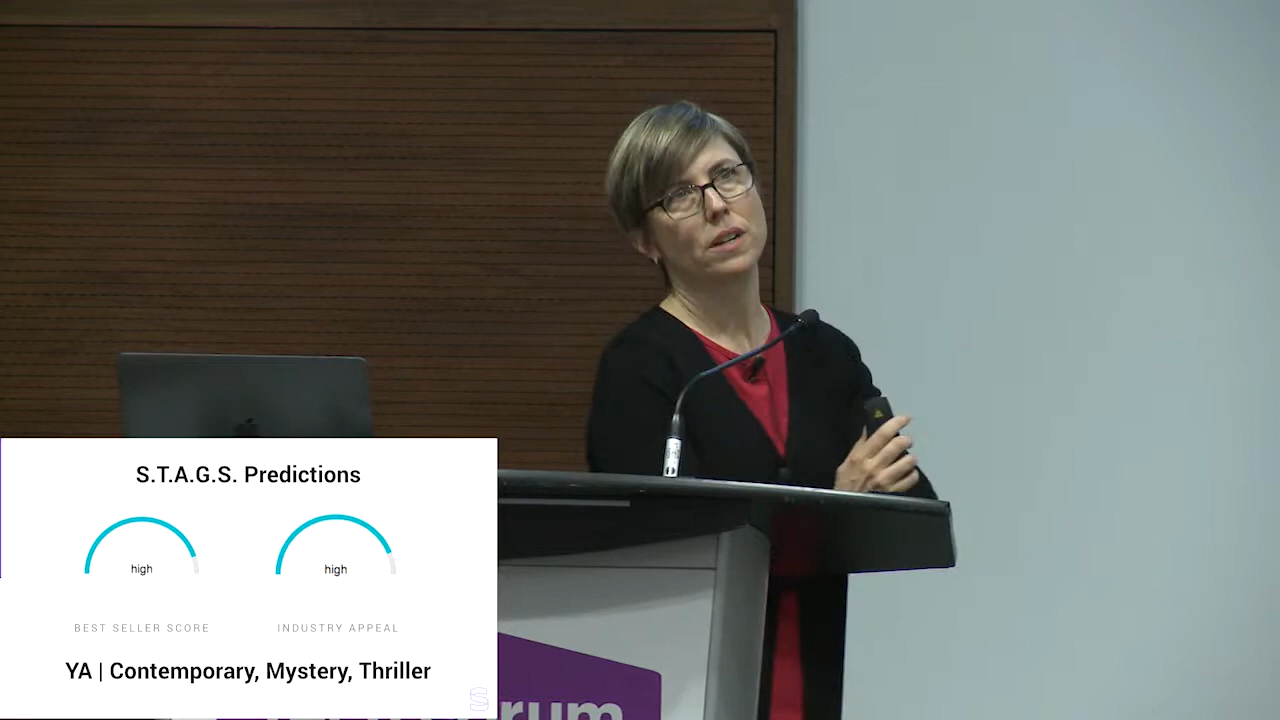 S.T.A.G.S. Predictions
high
high
BEST SELLER SCORE
INDUSTRY APPEAL
YA | Contemporary, Mystery, Thriller
S